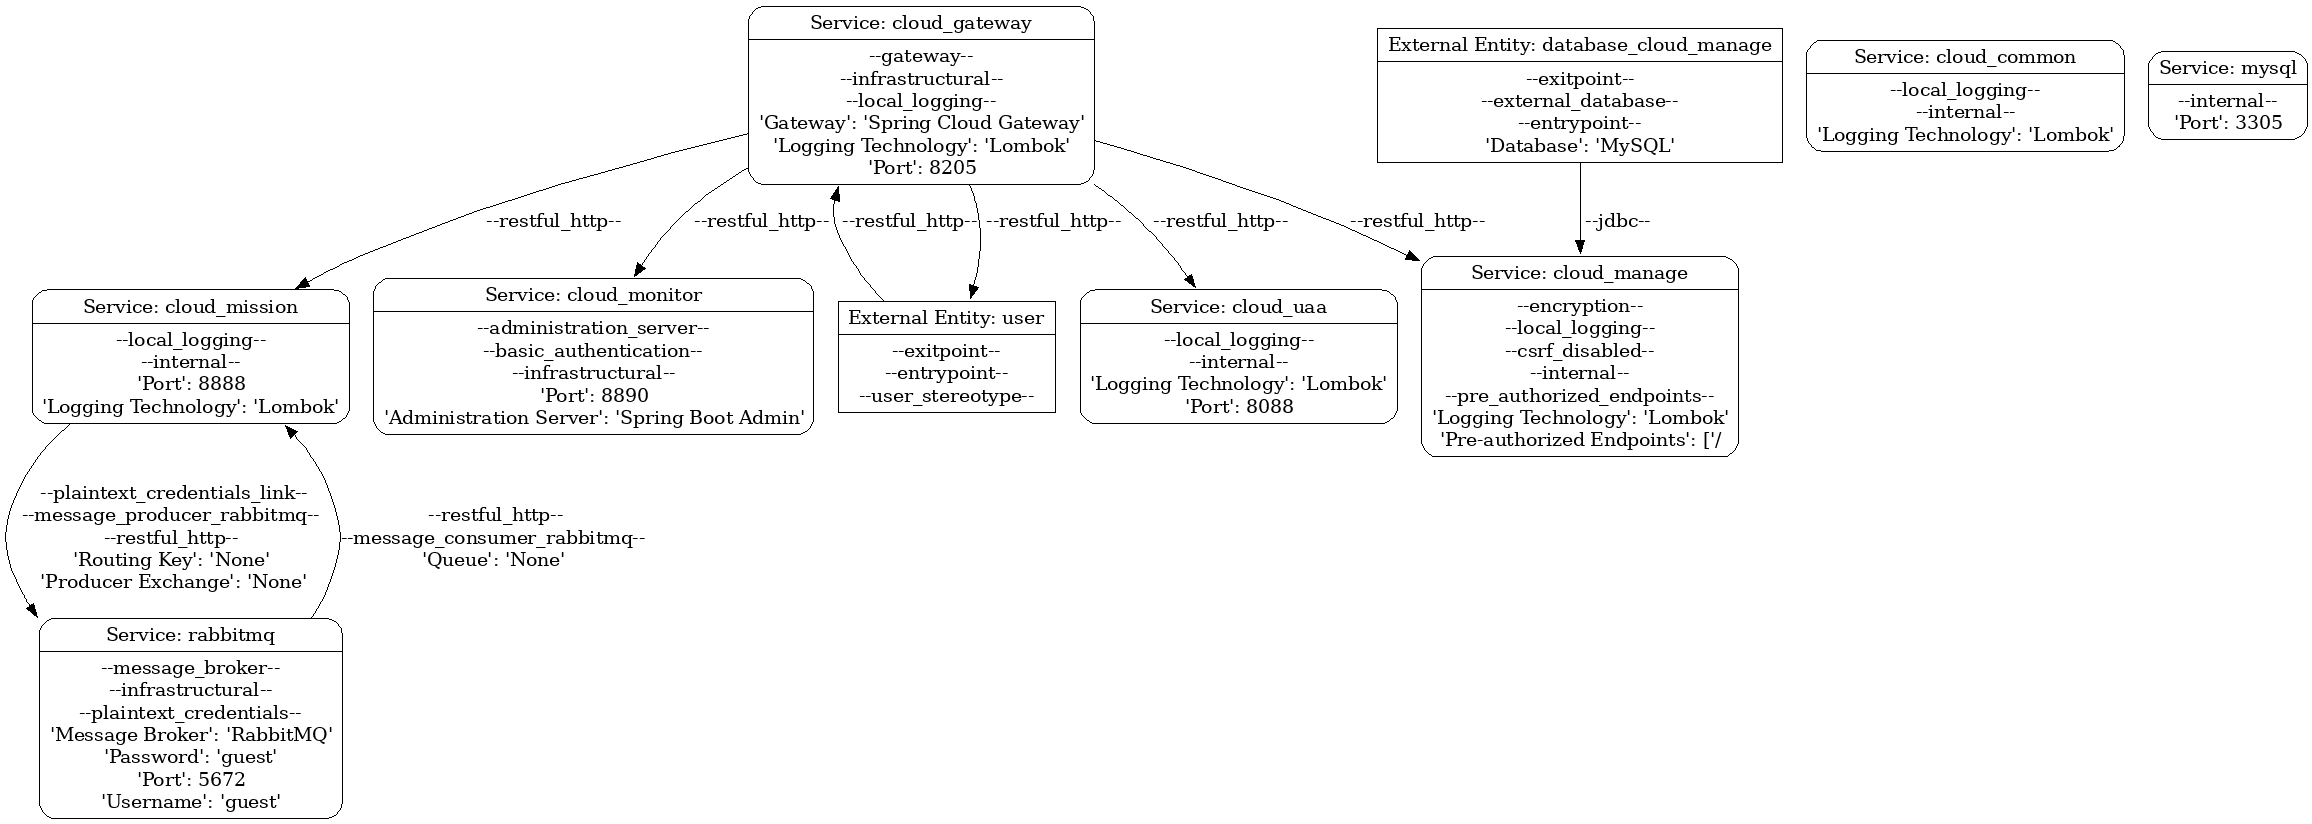 Service: cloud_gateway
--gateway--
--infrastructural--
--local_logging--
'Gateway': 'Spring Cloud Gateway'
'Logging Technology': 'Lombok'
'Port': 8205
External Entity: database_cloud_manage
--exitpoint--
--external_database--
--entrypoint--
'Database': 'MySQL'
Service: cloud_common
--local_logging--
--internal--
'Logging Technology': 'Lombok'
Service: mysql
--internal--
'Port': 3305
--restful_http--
--restful_http--
--restful_http--
--restful_http--
--restful_http--
--restful_http--
--jdbc--
Service: cloud_mission
--local_logging--
--internal--
'Port': 8888
'Logging Technology': 'Lombok'
Service: cloud_monitor
--administration_server--
--basic_authentication--
--infrastructural--
'Port': 8890
'Administration Server': 'Spring Boot Admin'
External Entity: user
--exitpoint--
--entrypoint--
--user_stereotype--
Service: cloud_uaa
--local_logging--
--internal--
'Logging Technology': 'Lombok'
'Port': 8088
Service: cloud_manage
--encryption--
--local_logging--
--csrf_disabled--
--internal--
--pre_authorized_endpoints--
'Logging Technology': 'Lombok'
'Pre-authorized Endpoints': ['/
--plaintext_credentials_link--
--message_producer_rabbitmq--
--restful_http--
'Routing Key': 'None'
'Producer Exchange': 'None'
--restful_http--
--message_consumer_rabbitmq--
'Queue': 'None'
Service: rabbitmq
--message_broker--
--infrastructural--
--plaintext_credentials--
'Message Broker': 'RabbitMQ'
'Password': 'guest'
'Port': 5672
'Username': 'guest'